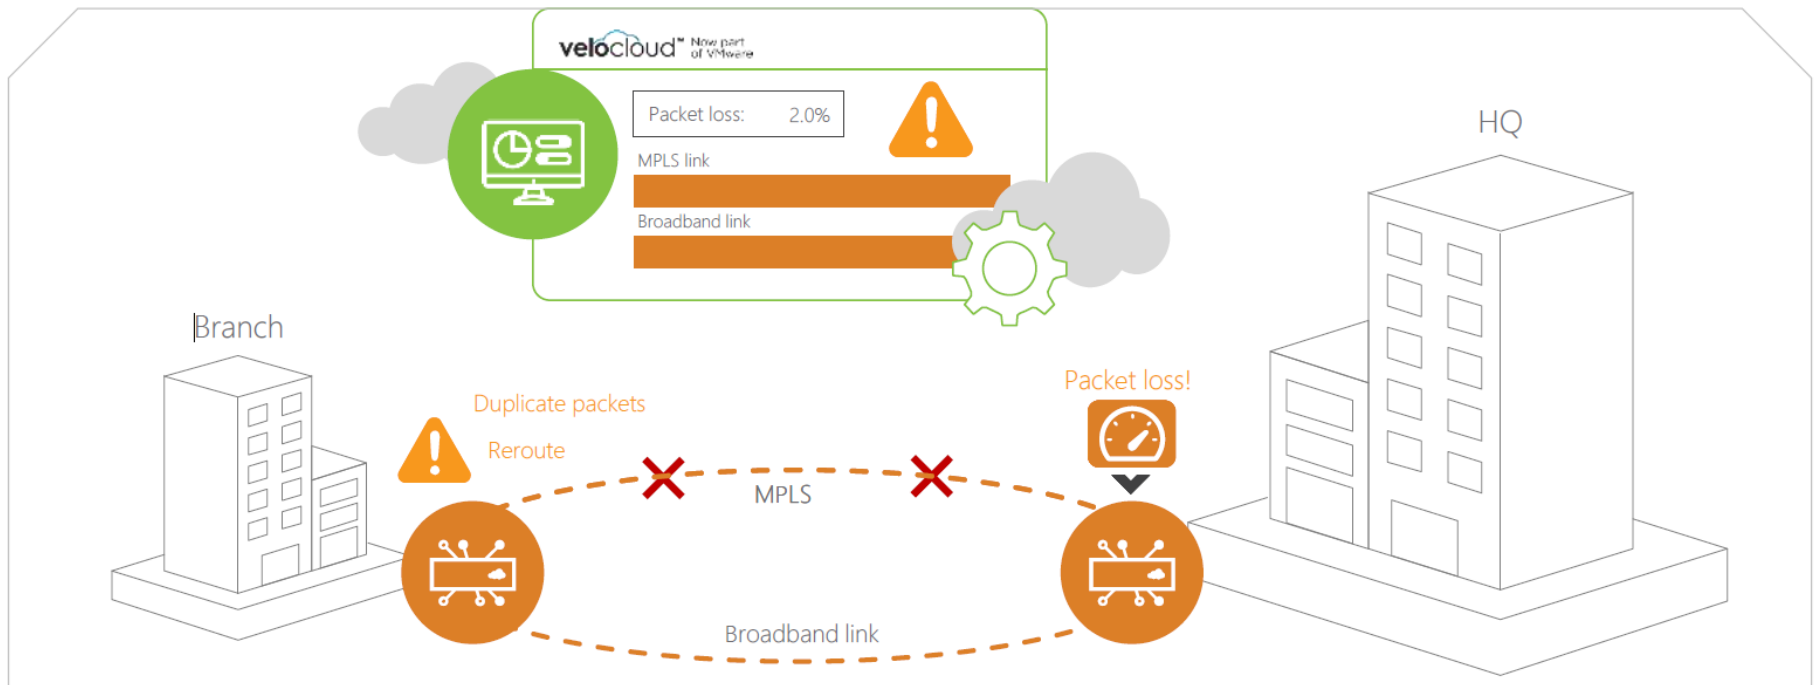 velocloud™ Now part
of VMware
Packet loss: 2.0%
MPLS link
Broadband link
HQ
Branch
Packet loss!
Duplicate packets
Reroute
MPLS
Broadband link